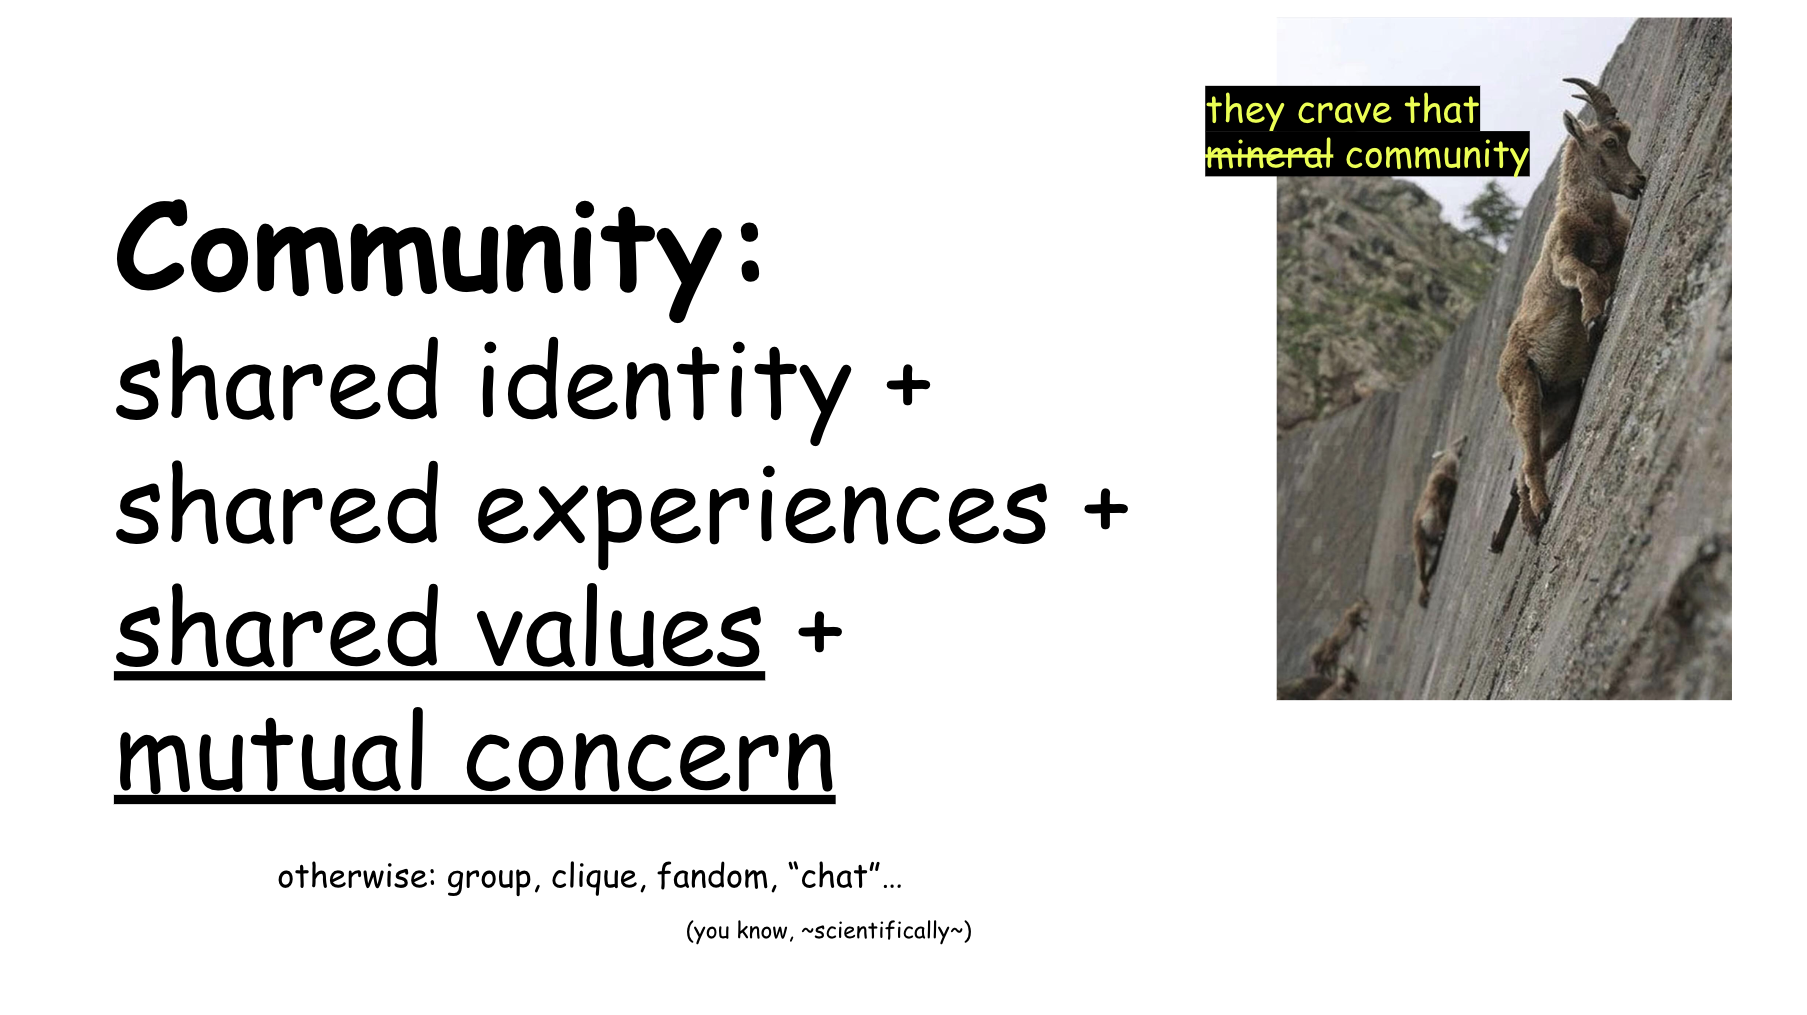 they crave that
mineral community
Community:
shared identity +
shared experiences +
shared values +
mutual concern
otherwise: group, clique, fandom, “chat”...
(you know, ~scientifically~)